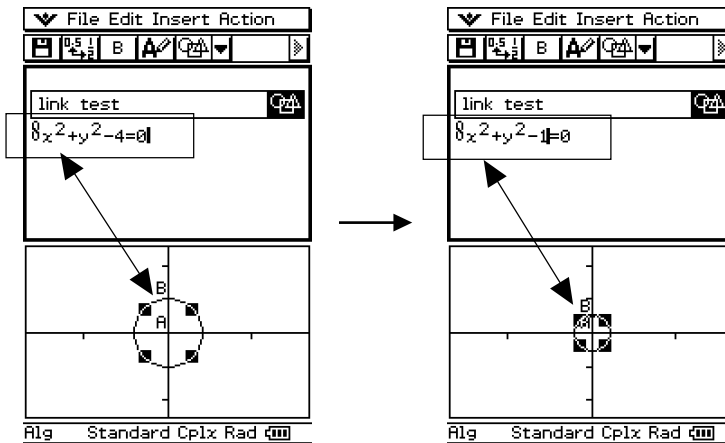 File Edit Insert Action
B
link test
x²+y²-4=0
B
A
Alg Standard Cplx Rad
File Edit Insert Action
B
link test
x²+y²-1=0
B
A
Alg Standard Cplx Rad